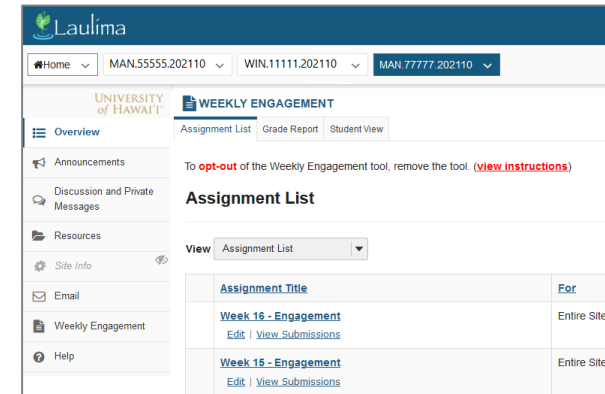 Laulima
Home MAN.55555.202110 WIN.11111.202110 MAN.77777.202110
UNIVERSITY
of HAWAI‘I
Overview
Announcements
Discussion and Private
Messages
Resources
Site Info
Email
Weekly Engagement
Help
WEEKLY ENGAGEMENT
Assignment List Grade Report Student View
To opt-out of the Weekly Engagement tool, remove the tool. (view instructions)
Assignment List
View Assignment List
Assignment Title For
Week 16 - Engagement Entire Site
Edit | View Submissions
Week 15 - Engagement Entire Site
Edit | View Submissions